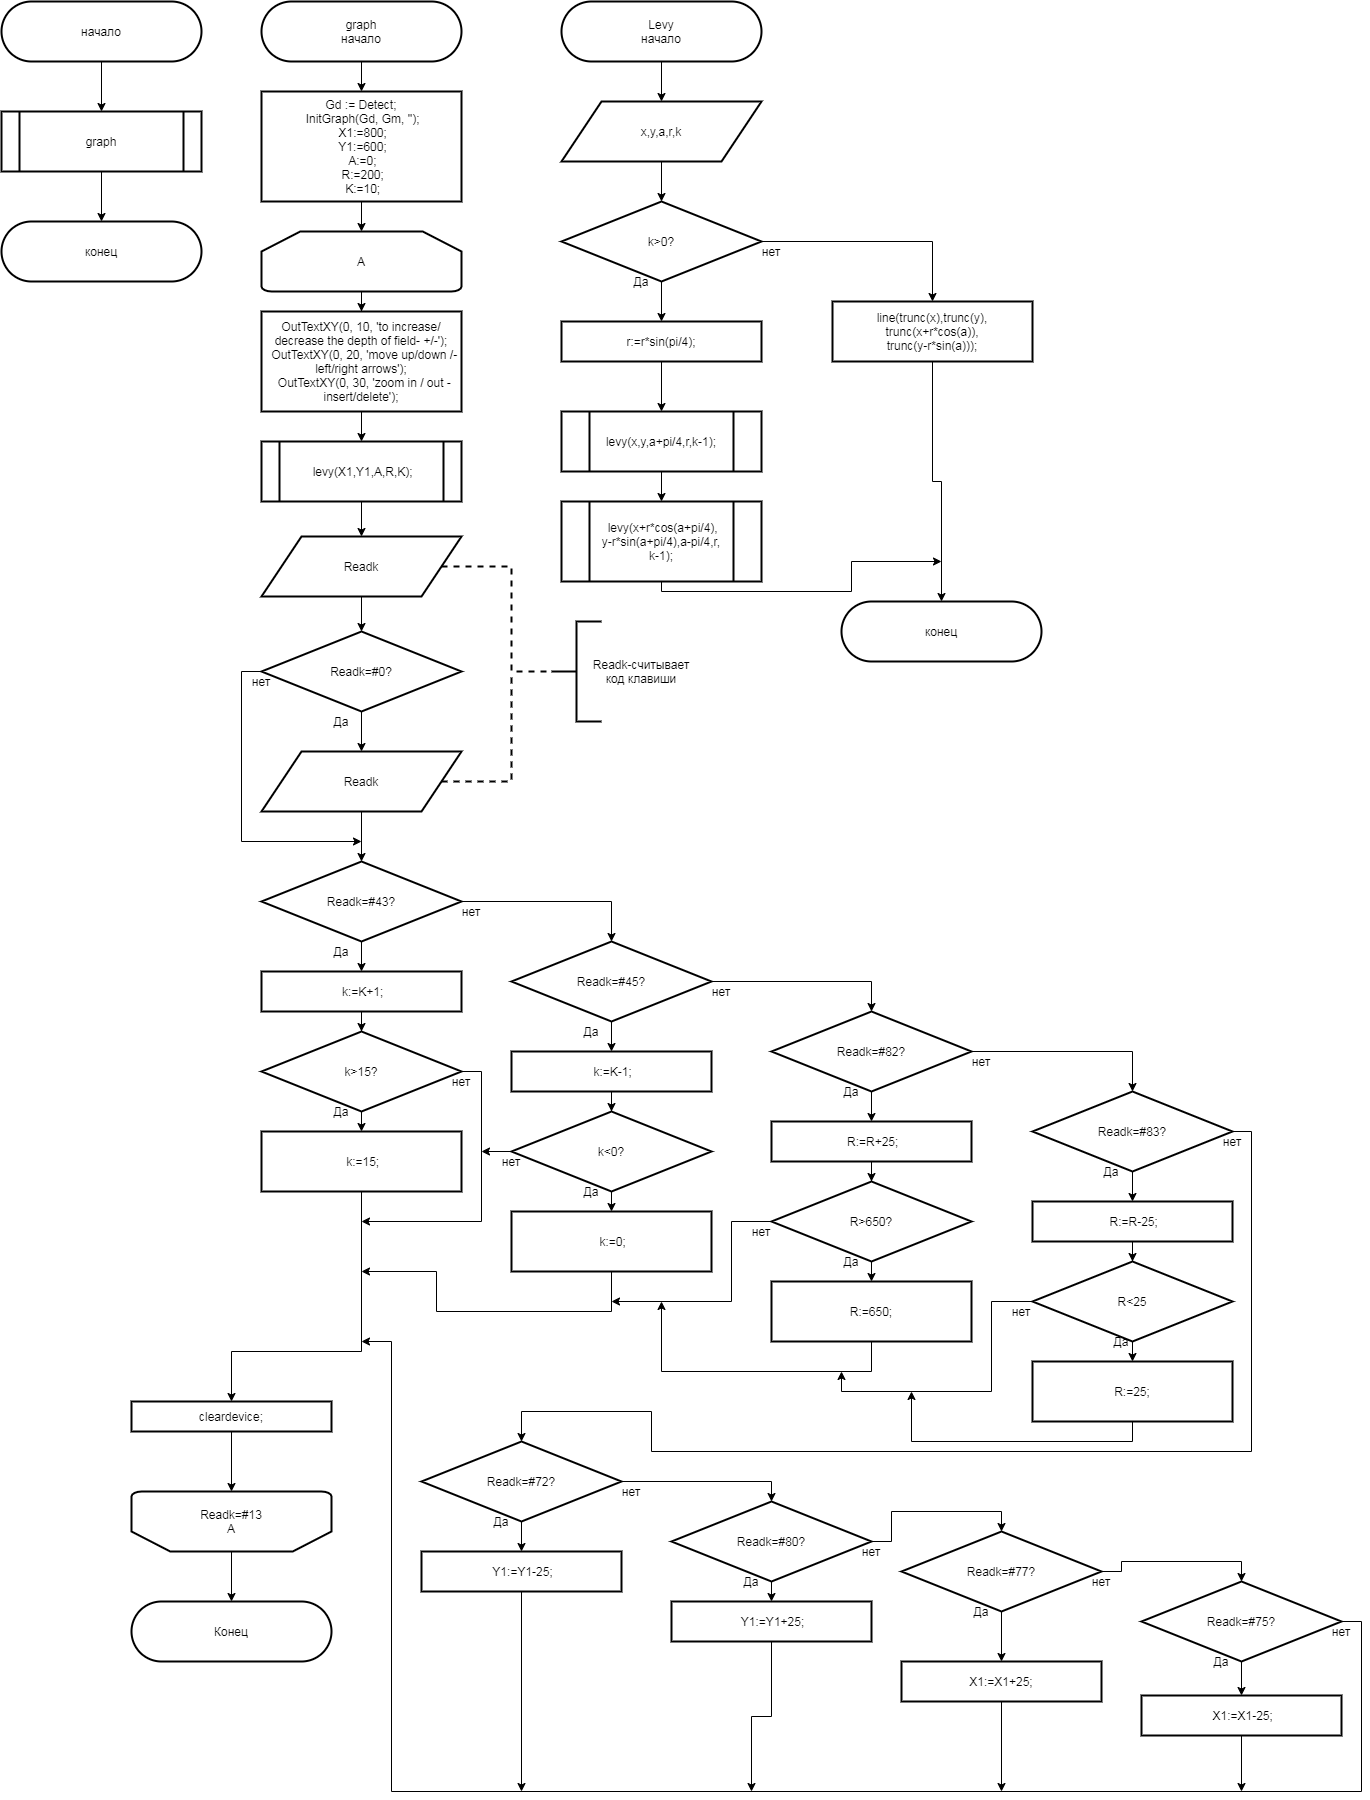 начало
graph
конец
graph
начало
Gd := Detect;
InitGraph(Gd, Gm, '');
X1:=800;
Y1:=600;
A:=0;
R:=200;
K:=10;
A
OutTextXY(0, 10, 'to increase/
decrease the depth of field- +/-');
OutTextXY(0, 20, 'move up/down /-
left/right arrows');
OutTextXY(0, 30, 'zoom in / out -
insert/delete');
levy(X1,Y1,A,R,K);
Readk
Readk=#0?
нет
Да
Readk
Readk-считывает
код клавиши
Levy
начало
x,y,a,r,k
k>0?
нет
Да
r:=r*sin(pi/4);
line(trunc(x),trunc(y),
trunc(x+r*cos(a)),
trunc(y-r*sin(a)));
levy(x,y,a+pi/4,r,k-1);
levy(x+r*cos(a+pi/4),
y-r*sin(a+pi/4),a-pi/4,r,
k-1);
конец
Readk=#43?
нет
Да
k:=K+1;
k>15?
нет
Да
k:=15;
Readk=#45?
нет
Да
k:=K-1;
k<0?
нет
Да
k:=0;
Readk=#82?
нет
Да
R:=R+25;
R>650?
нет
Да
R:=650;
Readk=#83?
нет
Да
R:=R-25;
R<25
нет
Да
R:=25;
cleardevice;
Readk=#13
A
Конец
Readk=#72?
нет
Да
Y1:=Y1-25;
Readk=#80?
нет
Да
Y1:=Y1+25;
Readk=#77?
нет
Да
X1:=X1+25;
Readk=#75?
нет
Да
X1:=X1-25;